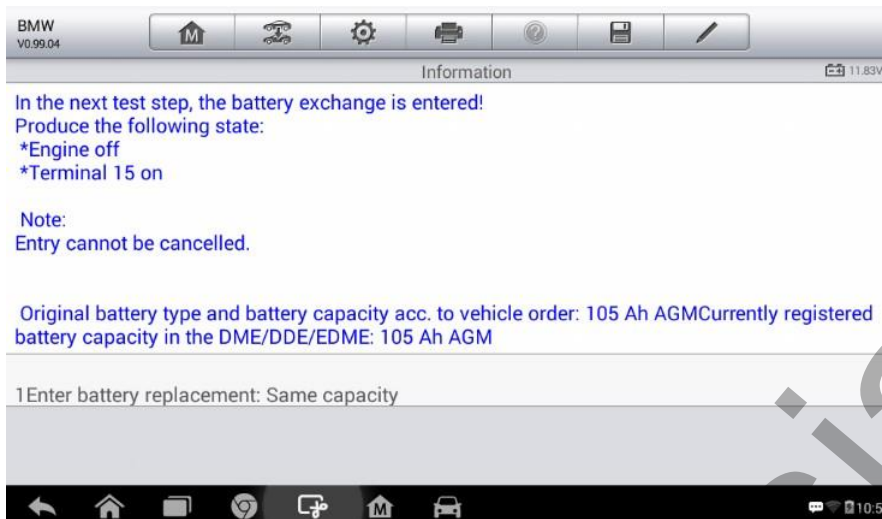 BMW
V0.99.04
Information
11.83V
In the next test step, the battery exchange is entered!
Produce the following state:
*Engine off
*Terminal 15 on
Note:
Entry cannot be cancelled.
Original battery type and battery capacity acc. to vehicle order: 105 Ah AGMCurrently registered
battery capacity in the DME/DDE/EDME: 105 Ah AGM
1Enter battery replacement: Same capacity
M
M
10:5